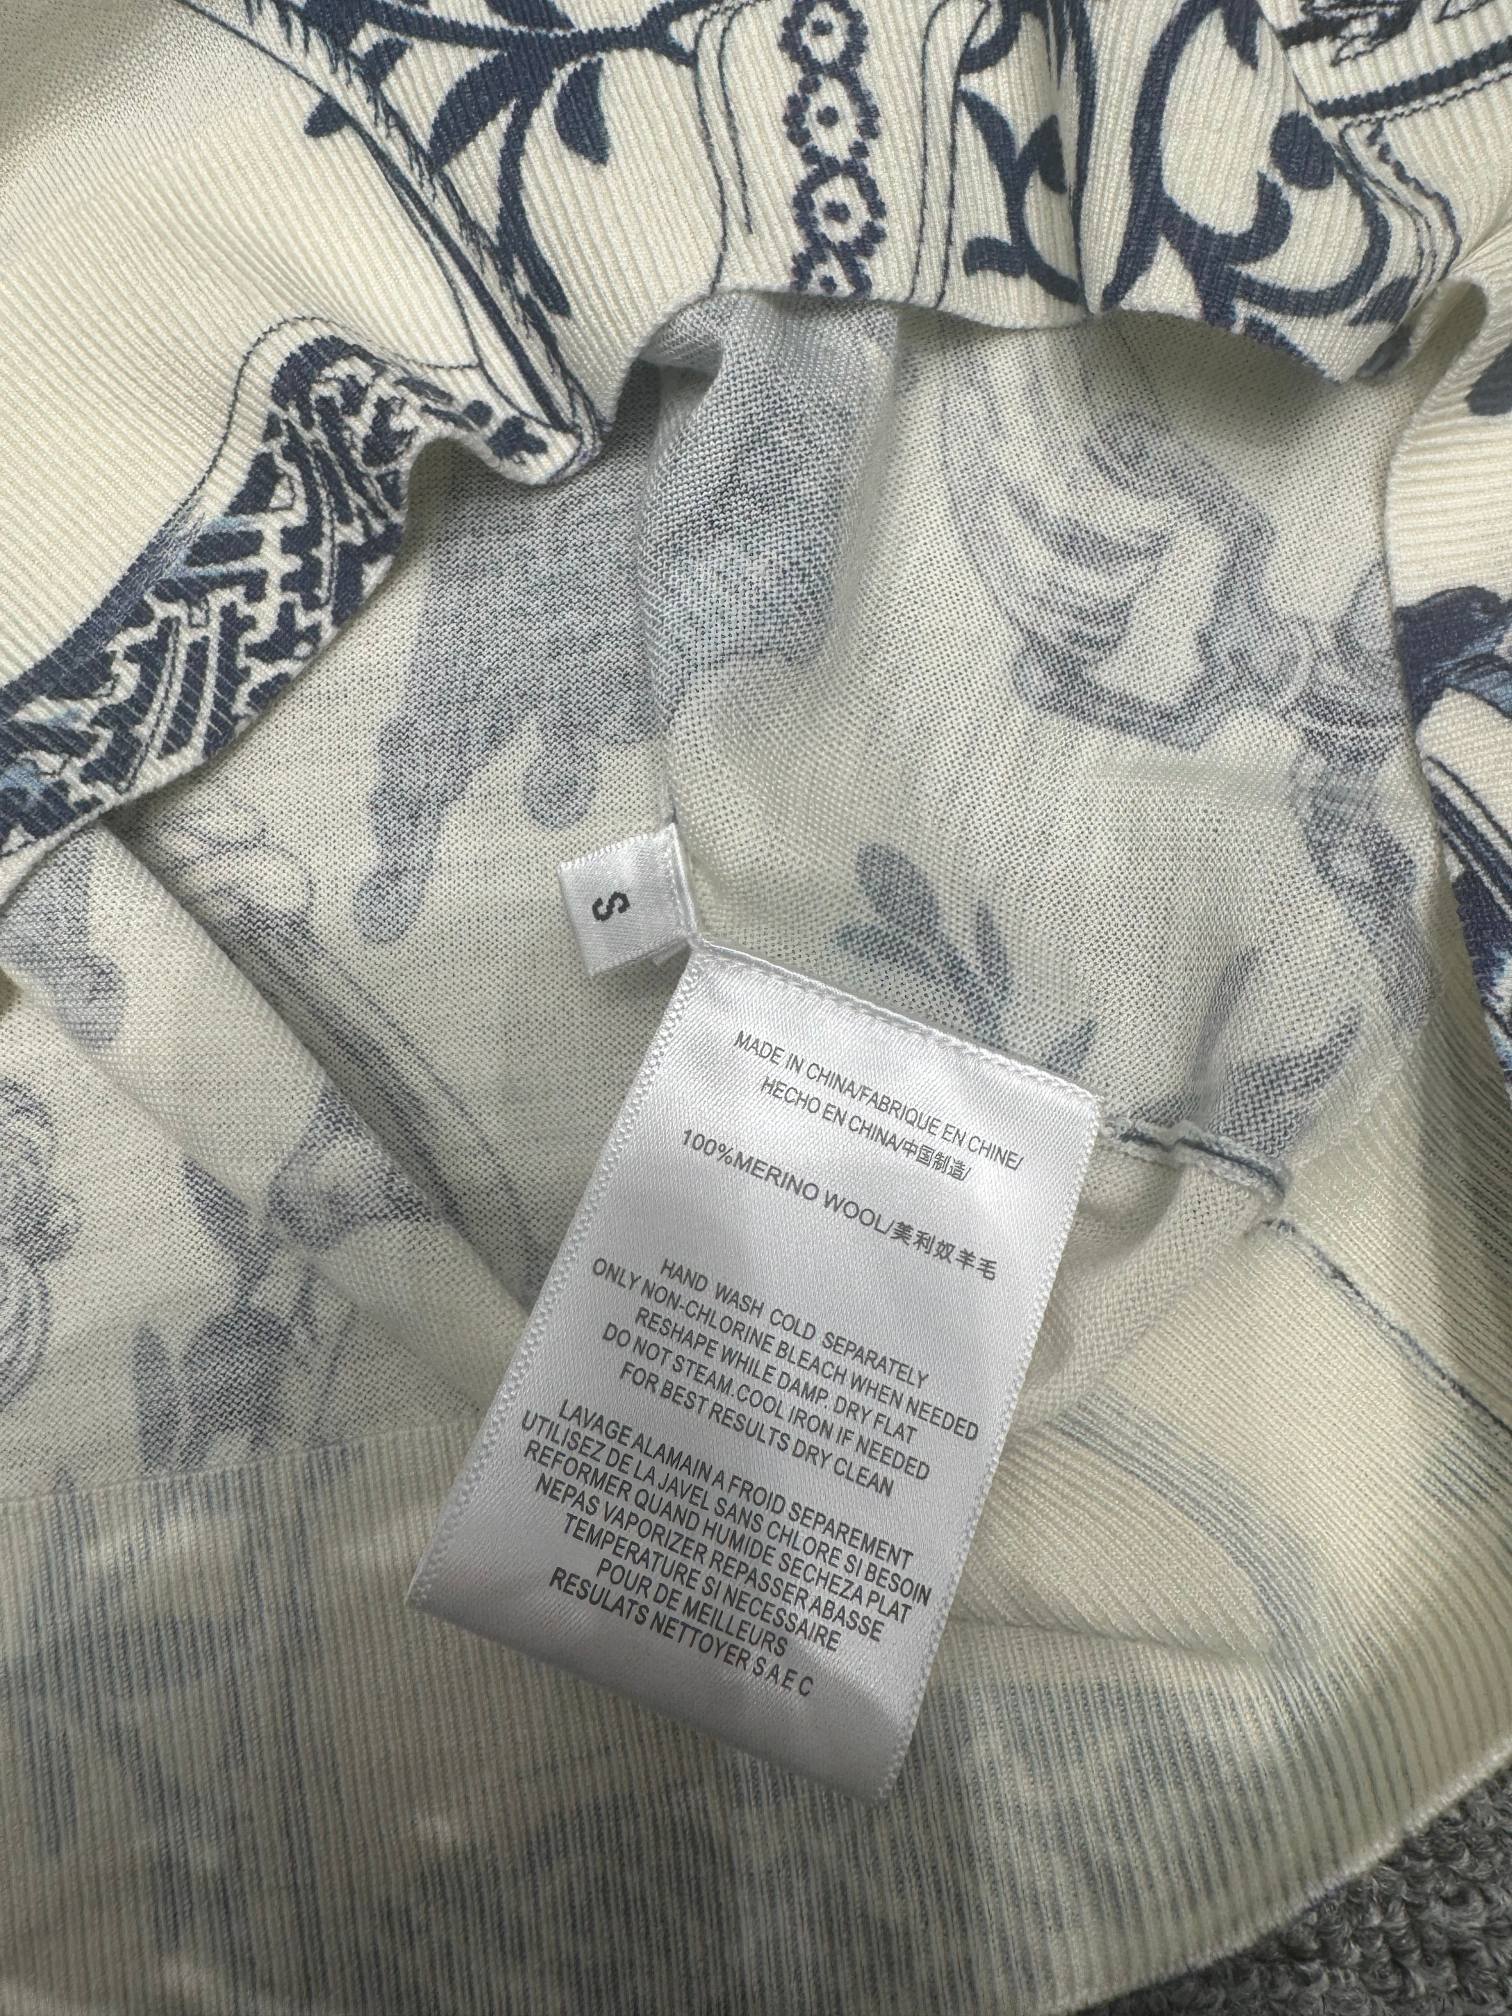 S
MADE IN CHINA/FABRIQUE EN CHINE/
HECHO EN CHINA/中国制造/
100%MERINO WOOL/美利奴羊毛
HAND WASH COLD SEPARATELY
ONLY NON-CHLORINE BLEACH WHEN NEEDED
RESHAPE WHILE DAMP. DRY FLAT
DO NOT STEAM.COOL IRON IF NEEDED
FOR BEST RESULTS DRY CLEAN
LAVAGE ALAMAIN A FROID SEPAREMENT
UTILISEZ DE LA JAVEL SANS CHLORE SI BESOIN
REFORMER QUAND HUMIDE SECHEZA PLAT
NEPAS VAPORIZER REPASSER ABASSE
TEMPERATURE SI NECESSAIRE
POUR DE MEILLEURS
RESULATS NETTOYER S A E C